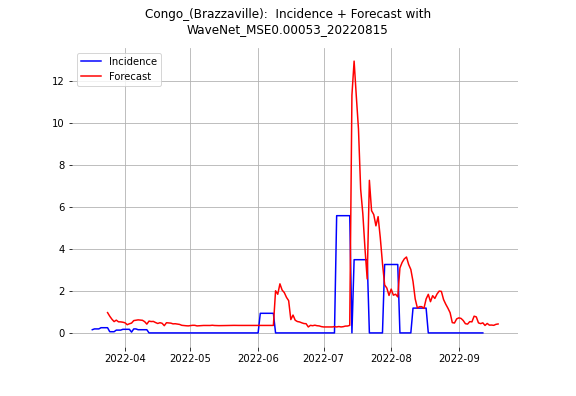 Congo_(Brazzaville):  Incidence + Forecast with
WaveNet_MSE0.00053_20220815
Incidence
Forecast
12
10
8
6
4
2
0
2022-04 2022-05 2022-06 2022-07 2022-08 2022-09